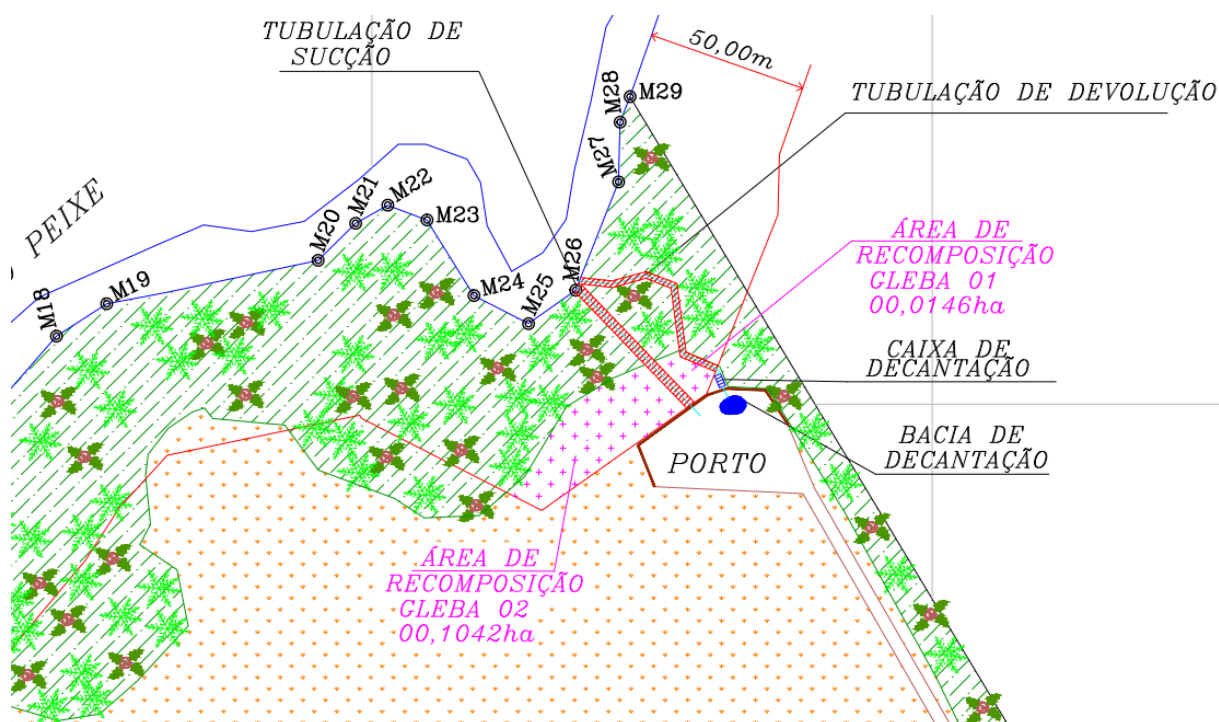 TUBULAÇÃO DE
SUCÇÃO
50,00m
TUBULAÇÃO DE DEVOLUÇÃO
M28
M29
M27
M22
M21
M23
M20
PEIXE
M26
M24
M25
M19
M18
ÁREA DE
RECOMPOSIÇÃO
GLEBA 01
00,0146ha
CAIXA DE
DECANTAÇÃO
BACIA DE
DECANTAÇÃO
PORTO
ÁREA DE
RECOMPOSIÇÃO
GLEBA 02
00,1042ha